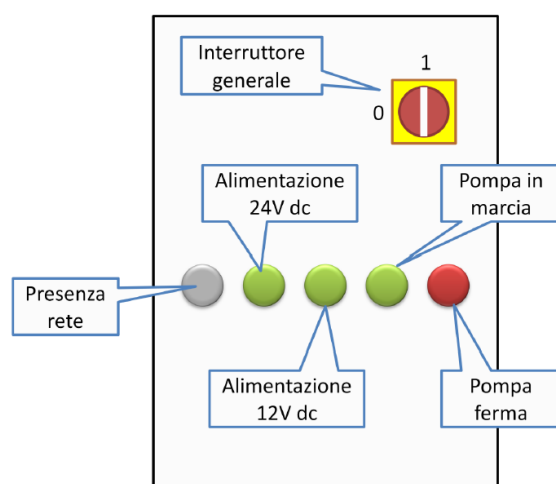 Interruttore
generale
1
0
Alimentazione
24V dc
Pompa in
marcia
Presenza
rete
Alimentazione
12V dc
Pompa
ferma